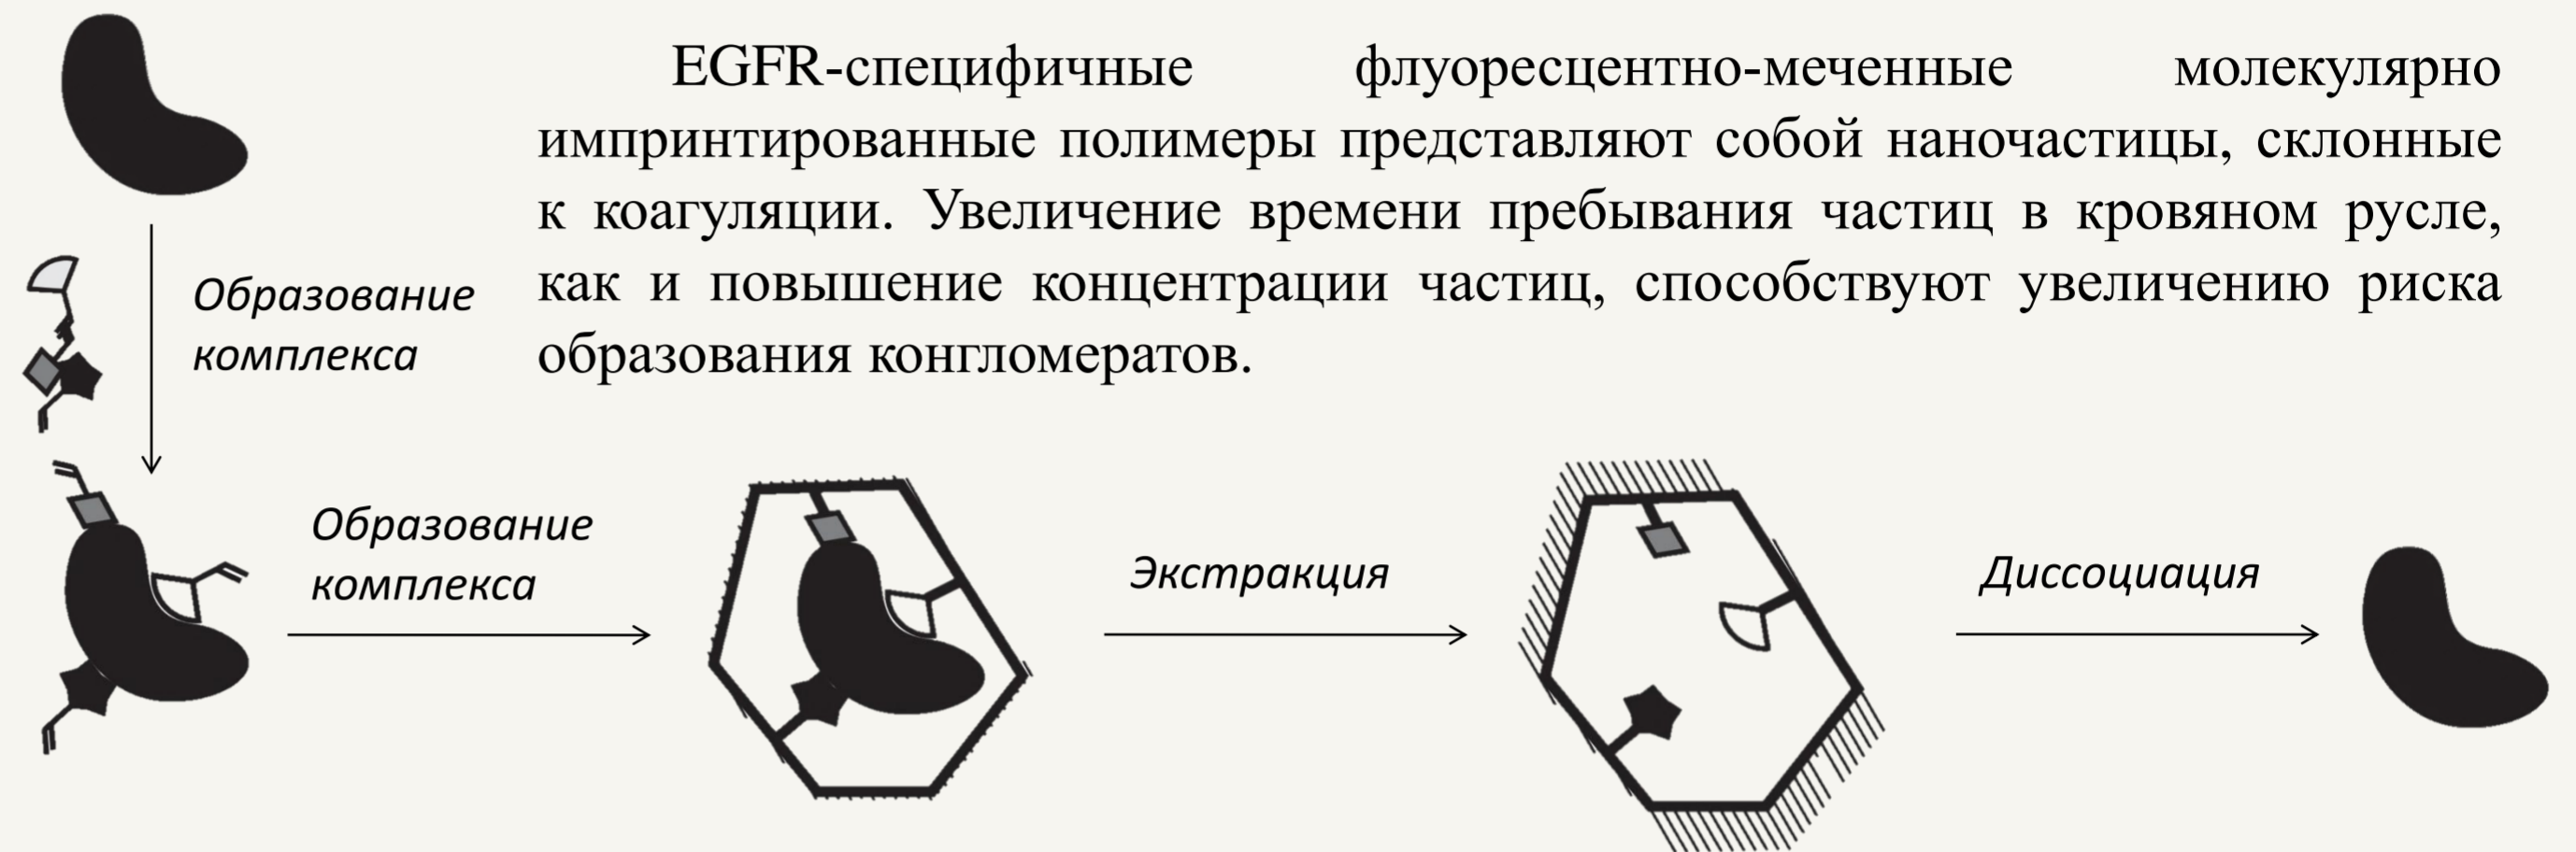 EGFR-специфичные флуоресцентно-меченные молекулярно
импринтированные полимеры представляют собой наночастицы, склонные
к коагуляции. Увеличение времени пребывания частиц в кровяном русле,
как и повышение концентрации частиц, способствуют увеличению риска
образования конгломератов.
Образование
комплекса
Образование
комплекса
Экстракция
Диссоциация